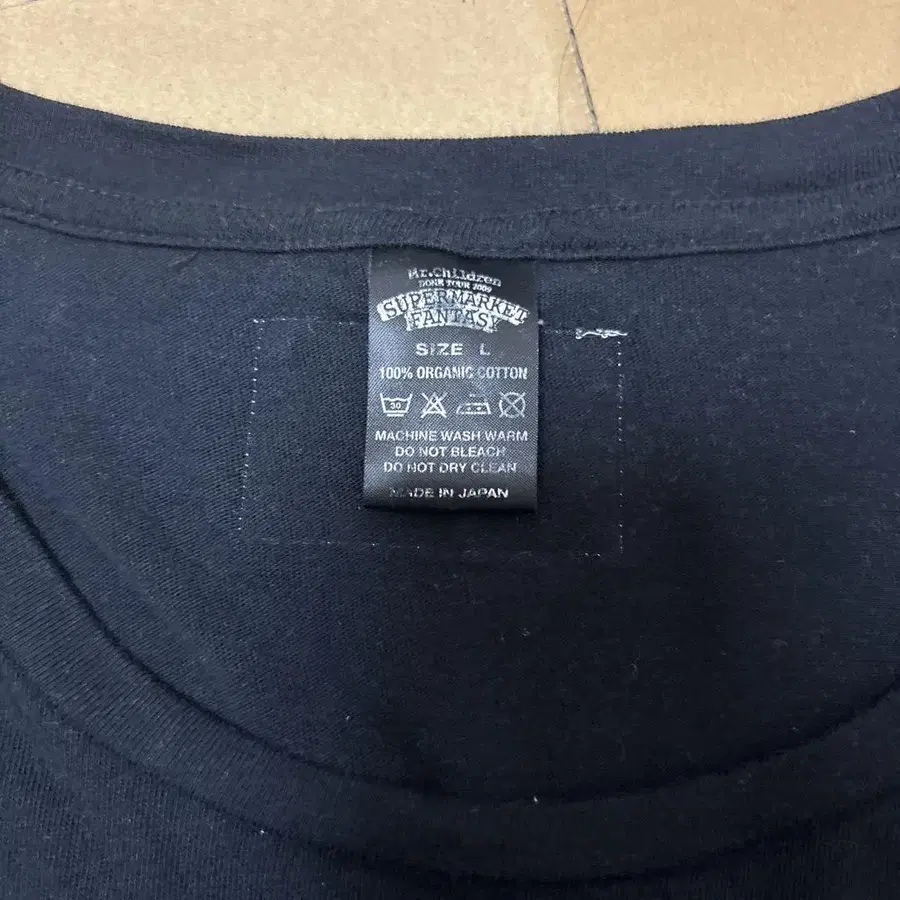 Mr.Children
DOME TOUR 2009
SUPERMARKET
FANTASY
SIZE L
100% ORGANIC COTTON
30
MACHINE WASH WARM
DO NOT BLEACH
DO NOT DRY CLEAN
MADE IN JAPAN